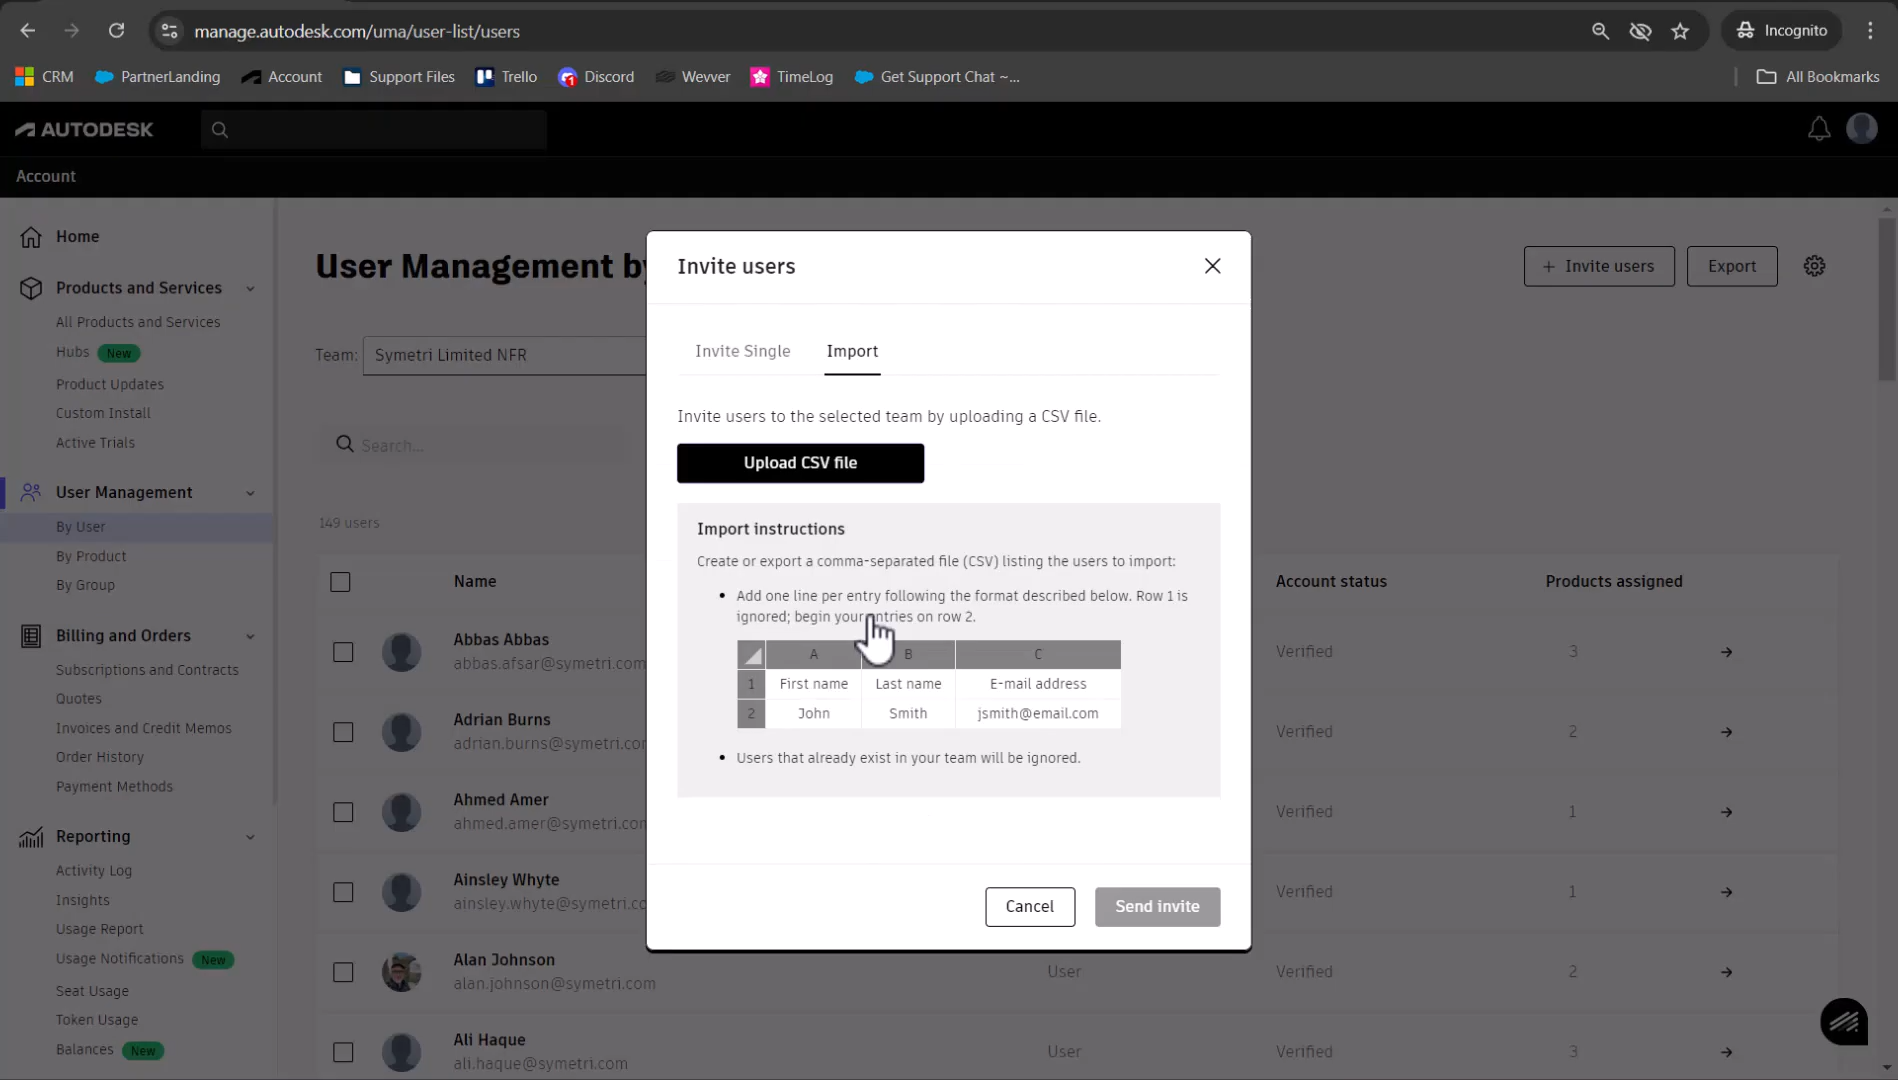 manage.autodesk.com/uma/user-list/users
Incognito
CRM
PartnerLanding
Account
Support Files
Trello
Discord
Wevver
TimeLog
Get Support Chat ~...
All Bookmarks
AUTODESK
Account
Home
Products and Services
All Products and Services
Hubs New
Product Updates
Custom Install
Active Trials
User Management
By User
By Product
By Group
Billing and Orders
Subscriptions and Contracts
Quotes
Invoices and Credit Memos
Order History
Payment Methods
Reporting
Activity Log
Insights
Usage Report
Usage Notifications New
Seat Usage
Token Usage
Balances New
User Management by
+ Invite users
Export
Team: Symetri Limited NFR
Search...
149 users
Name
Account status
Products assigned
Abbas Abbas
abbas.afsar@symetri.com
Verified
3
Adrian Burns
adrian.burns@symetri.com
Verified
2
Ahmed Amer
ahmed.amer@symetri.com
Verified
1
Ainsley Whyte
ainsley.whyte@symetri.co
Verified
1
Alan Johnson
alan.johnson@symetri.com
User
Verified
2
Ali Haque
ali.haque@symetri.com
User
Verified
3
Invite users
Invite Single
Import
Invite users to the selected team by uploading a CSV file.
Upload CSV file
Import instructions
Create or export a comma-separated file (CSV) listing the users to import:
• Add one line per entry following the format described below. Row 1 is
ignored; begin your entries on row 2.
A B C
1 First name Last name E-mail address
2 John Smith jsmith@email.com
• Users that already exist in your team will be ignored.
Cancel
Send invite